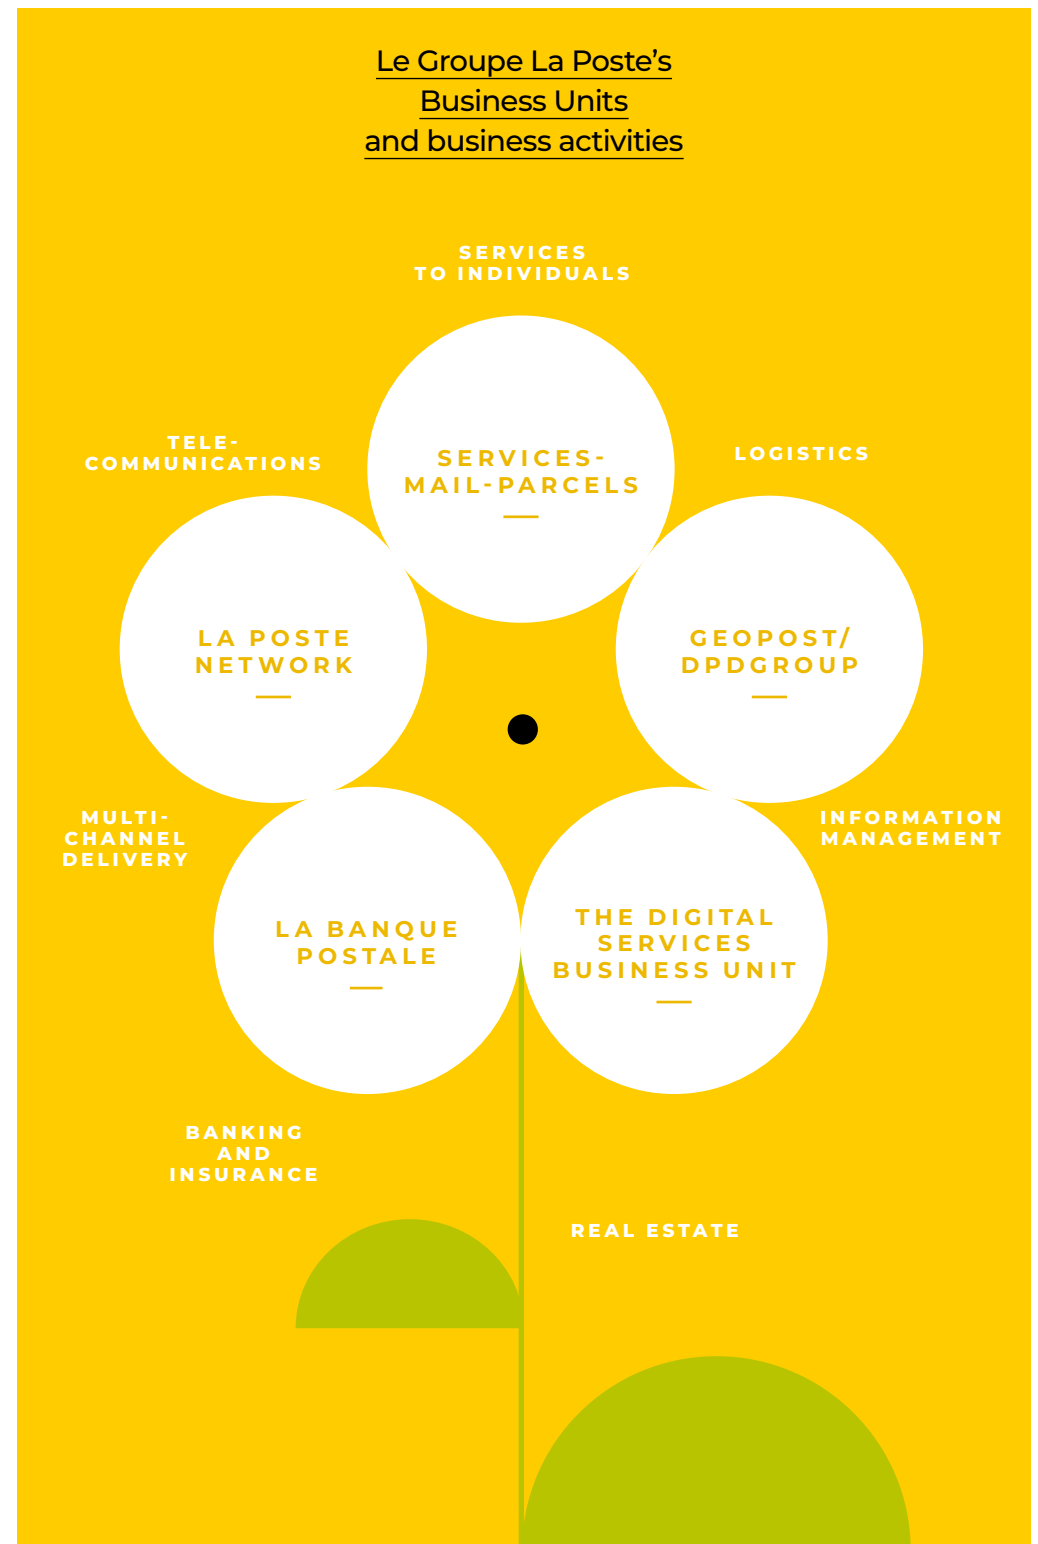 Le Groupe La Poste’s
Business Units
and business activities
SERVICES
TO INDIVIDUALS
TELE-
COMMUNICATIONS
LOGISTICS
SERVICES-
MAIL-PARCELS
LA POSTE
NETWORK
GEOPOST/
DPDGROUP
MULTI-
CHANNEL
DELIVERY
INFORMATION
MANAGEMENT
LA BANQUE
POSTALE
THE DIGITAL
SERVICES
BUSINESS UNIT
BANKING
AND
INSURANCE
REAL ESTATE